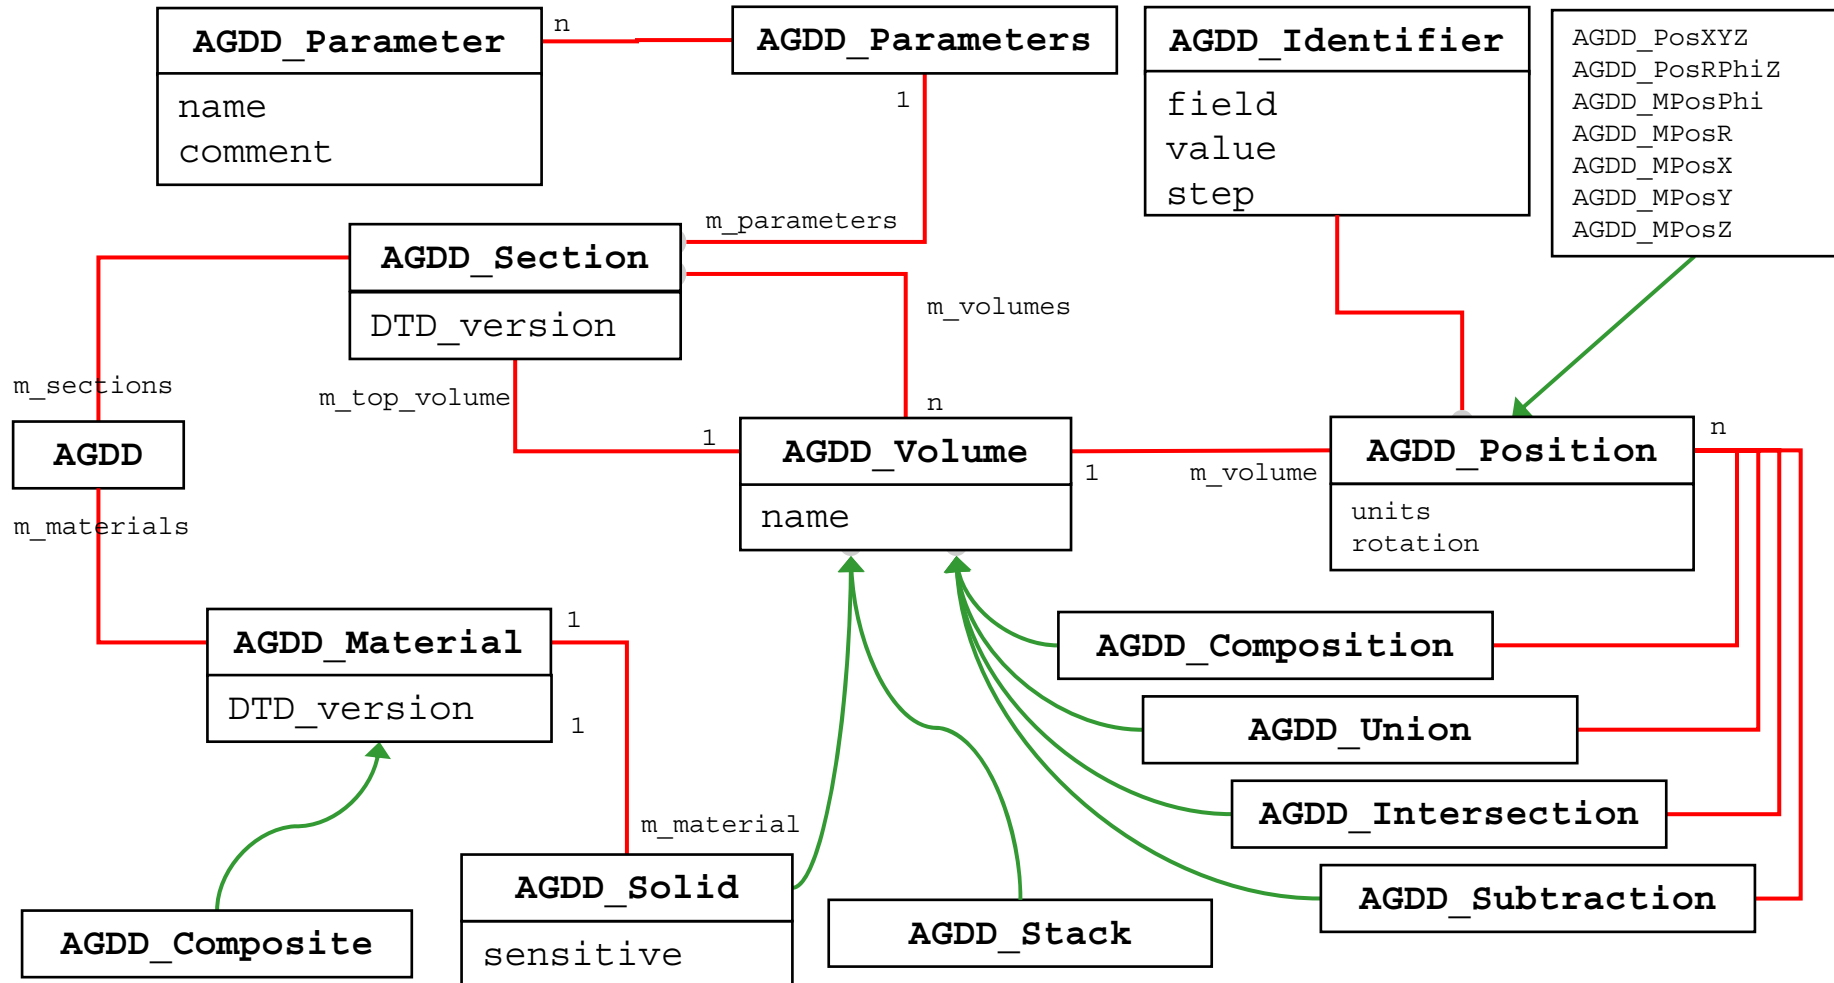 AGDD_Parameter
n
AGDD_Parameters
1
name
comment
AGDD_Identifier
field
value
step
AGDD_PosXYZ
AGDD_PosRPhiZ
AGDD_MPosPhi
AGDD_MPosR
AGDD_MPosX
AGDD_MPosY
AGDD_MPosZ
m_parameters
AGDD_Section
DTD_version
m_volumes
m_sections
m_top_volume
n
1
AGDD
m_materials
AGDD_Volume
name
1
m_volume
AGDD_Position
n
units
rotation
AGDD_Material
DTD_version
1
1
AGDD_Composition
AGDD_Union
AGDD_Intersection
AGDD_Subtraction
m_material
AGDD_Composite
AGDD_Solid
sensitive
AGDD_Stack